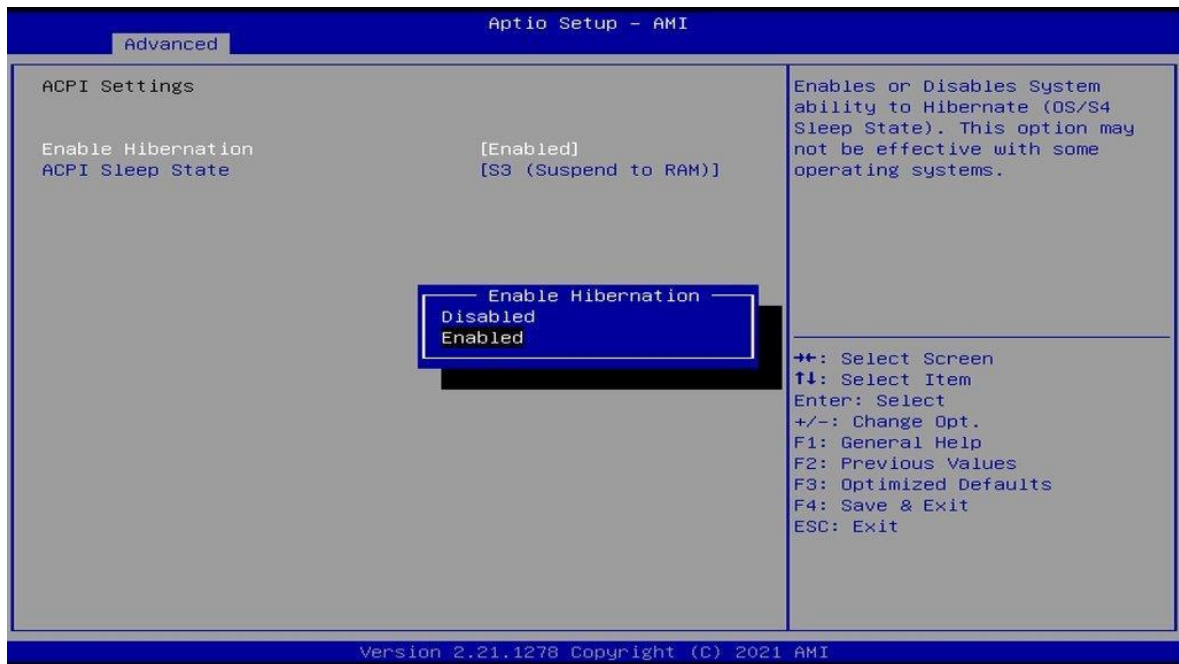 Aptio Setup - AMI
Advanced
ACPI Settings
Enable Hibernation [Enabled]
ACPI Sleep State [S3 (Suspend to RAM)]
Enable Hibernation
Disabled
Enabled
Enables or Disables System
ability to Hibernate (OS/S4
Sleep State). This option may
not be effective with some
operating systems.
→←: Select Screen
↑↓: Select Item
Enter: Select
+/-: Change Opt.
F1: General Help
F2: Previous Values
F3: Optimized Defaults
F4: Save & Exit
ESC: Exit
Version 2.21.1278 Copyright (C) 2021 AMI